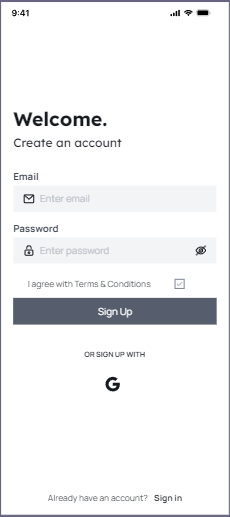 9:41
Welcome.
Create an account
Email
Enter email
Password
Enter password
I agree with Terms & Conditions
Sign Up
OR SIGN UP WITH
G
Already have an account? Sign in